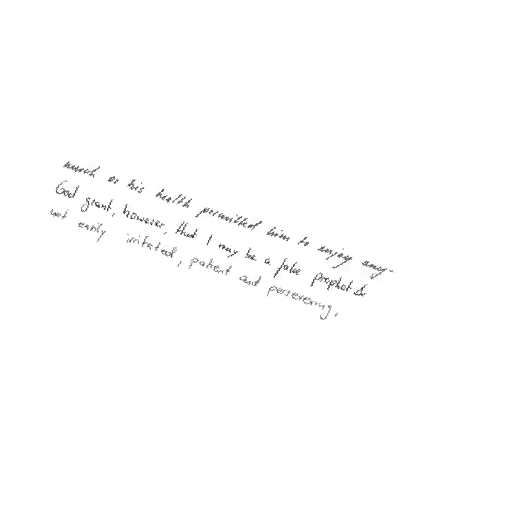 much as his health permitted him to enjoy any-
God grant, however, that I may be a false prophet &
not easily irritated, patient and persevering,